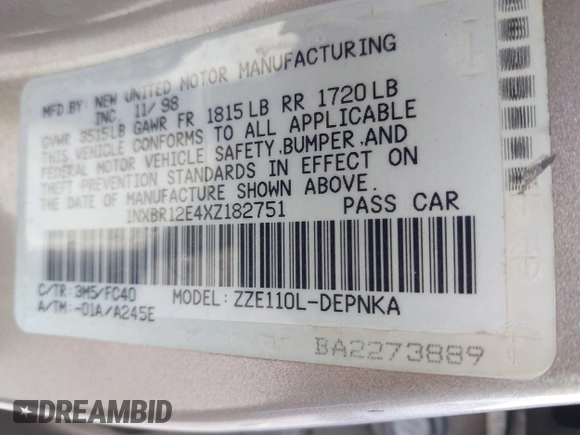 MFD.BY: NEW UNITED MOTOR MANUFACTURING
INC. 11/98
GVWR 3515LB GAWR FR 1815LB RR 1720LB
THIS VEHICLE CONFORMS TO ALL APPLICABLE
FEDERAL MOTOR VEHICLE SAFETY,BUMPER,AND
THEFT PREVENTION STANDARDS IN EFFECT ON
THE DATE OF MANUFACTURE SHOWN ABOVE.
1NXBR12E4XZ182751 PASS CAR
C/TR: 3M5/FC40 MODEL: ZZE110L-DEPNKA
A/TM: -01A/A245E
BA2273889
DREAMBID